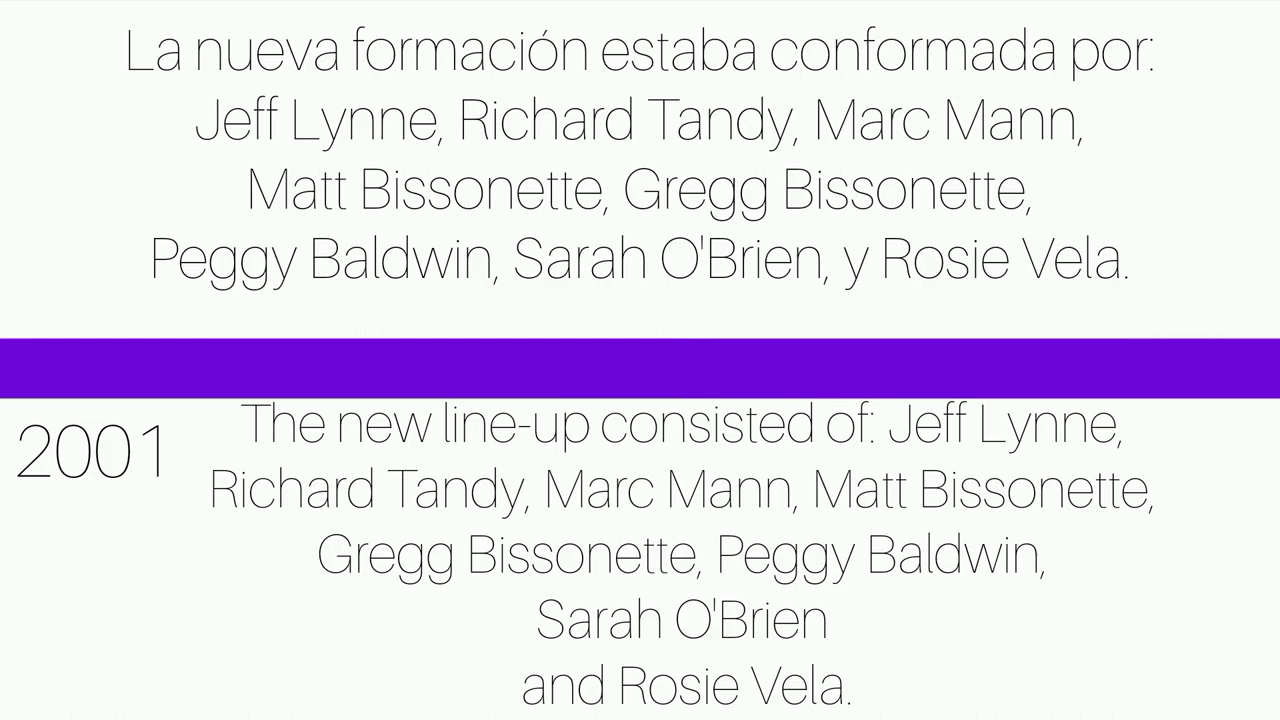 La nueva formación estaba conformada por:
Jeff Lynne, Richard Tandy, Marc Mann,
Matt Bissonette, Gregg Bissonette,
Peggy Baldwin, Sarah O'Brien, y Rosie Vela.
2001
The new line-up consisted of: Jeff Lynne,
Richard Tandy, Marc Mann, Matt Bissonette,
Gregg Bissonette, Peggy Baldwin,
Sarah O'Brien
and Rosie Vela.